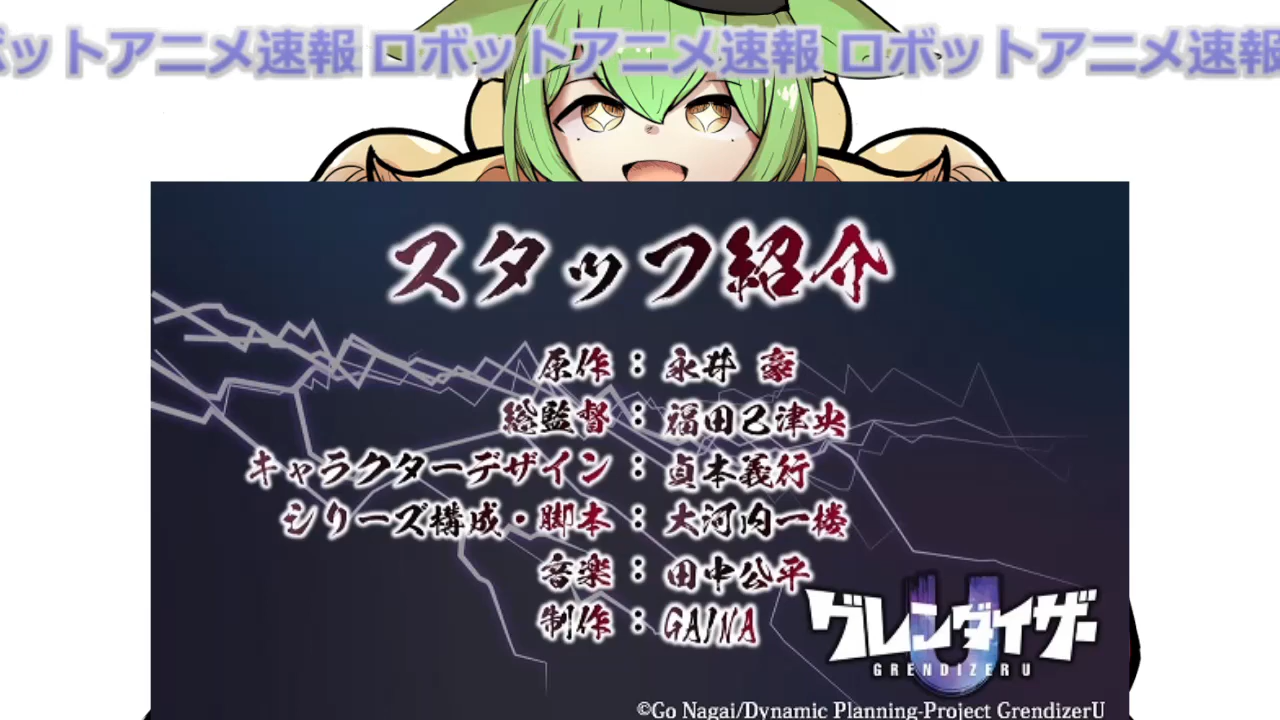 ボットアニメ速報 ロボットアニメ速報 ロボットアニメ速報
スタッフ紹介
原作：永井 豪
総監督：福田己津央
キャラクターデザイン：貞本義行
シリーズ構成・脚本：大河内一楼
音楽：田中公平
制作：GAINA
グレンダイザー U
GRENDIZER U
©Go Nagai/Dynamic Planning-Project GrendizerU